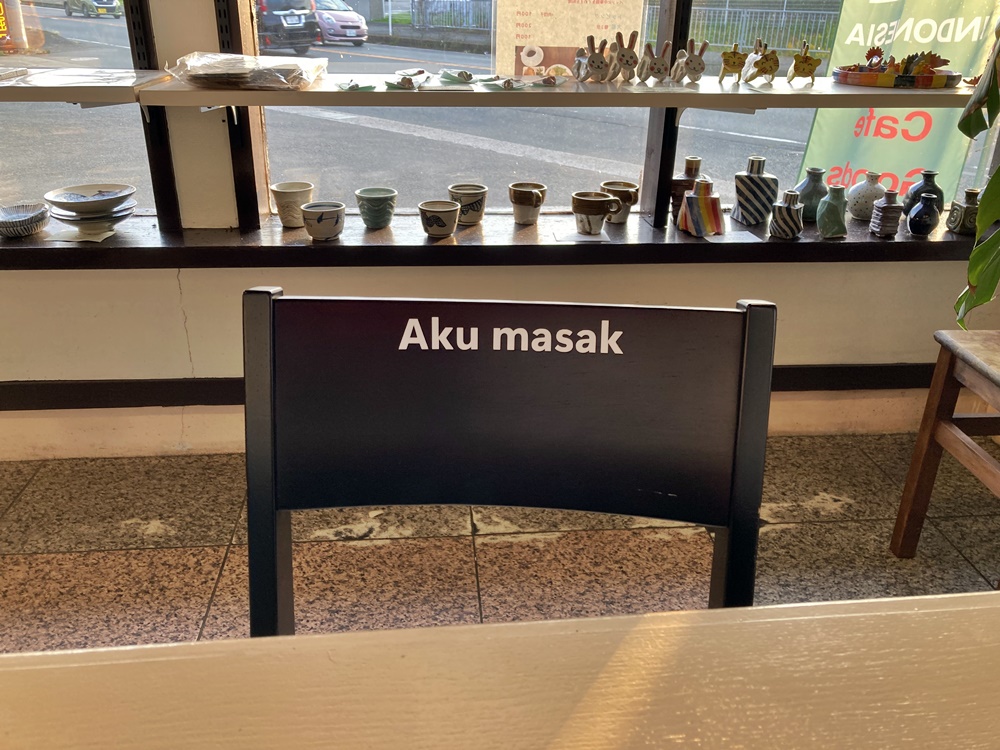 INDONESIA
Cafe
Goods
Aku masak